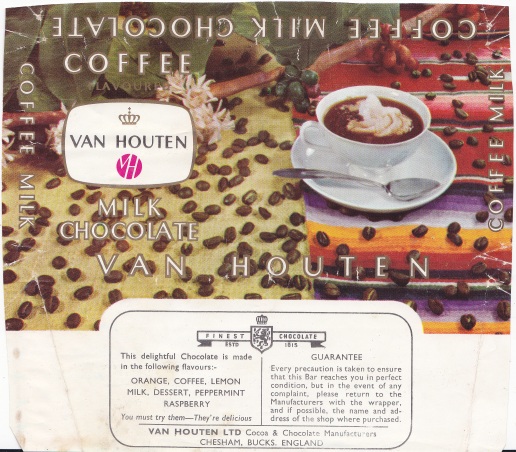 COFFEE MILK CHOCOLATE
COFFEE
FLAVOURED
VAN HOUTEN
VH
MILK
CHOCOLATE
VAN HOUTEN
COFFEE MILK
COFFEE MILK
FINEST CHOCOLATE
ESTD 1815
This delightful Chocolate is made
in the following flavours:-
ORANGE, COFFEE, LEMON
MILK, DESSERT, PEPPERMINT
RASPBERRY
You must try them—They're delicious
GUARANTEE
Every precaution is taken to ensure
that this Bar reaches you in perfect
condition, but in the event of any
complaint, please return to the
Manufacturers with the wrapper,
and if possible, the name and ad-
dress of the shop where purchased.
VAN HOUTEN LTD Cocoa & Chocolate Manufacturers
CHESHAM, BUCKS. ENGLAND